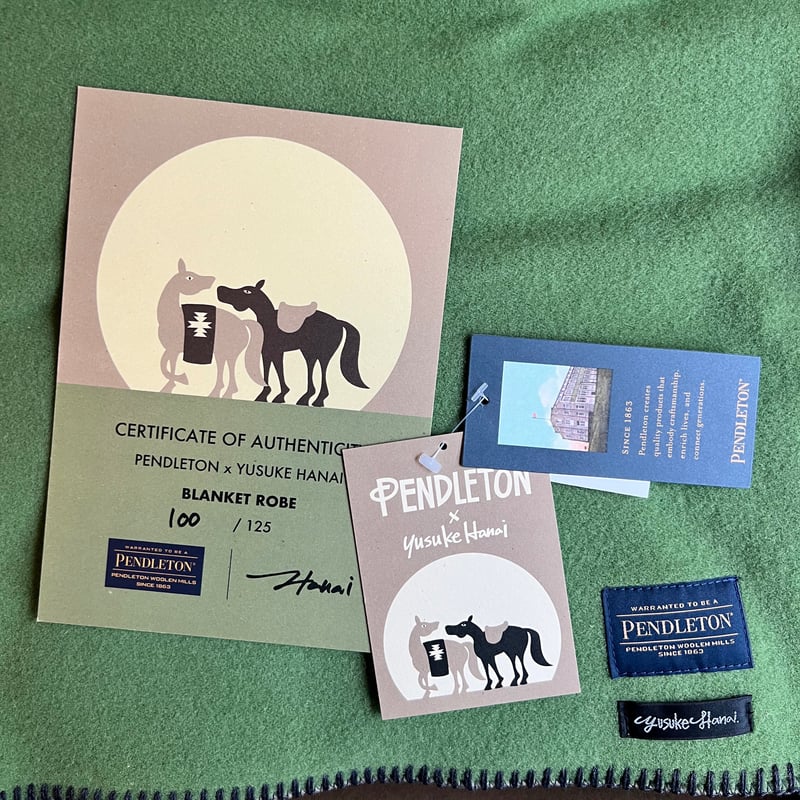 CERTIFICATE OF AUTHENTICIT
PENDLETON x YUSUKE HANAI
BLANKET ROBE
100 / 125
WARRANTED TO BE A
PENDLETON®
PENDLETON WOOLEN MILLS
SINCE 1863
Hanai
PENDLETON
x
Yusuke Hanai
SINCE 1863
Pendleton creates
quality products that
embody craftsmanship,
enrich lives, and
connect generations.
PENDLETON®
WARRANTED TO BE A
PENDLETON®
PENDLETON WOOLEN MILLS
SINCE 1863
Yusuke Hanai.